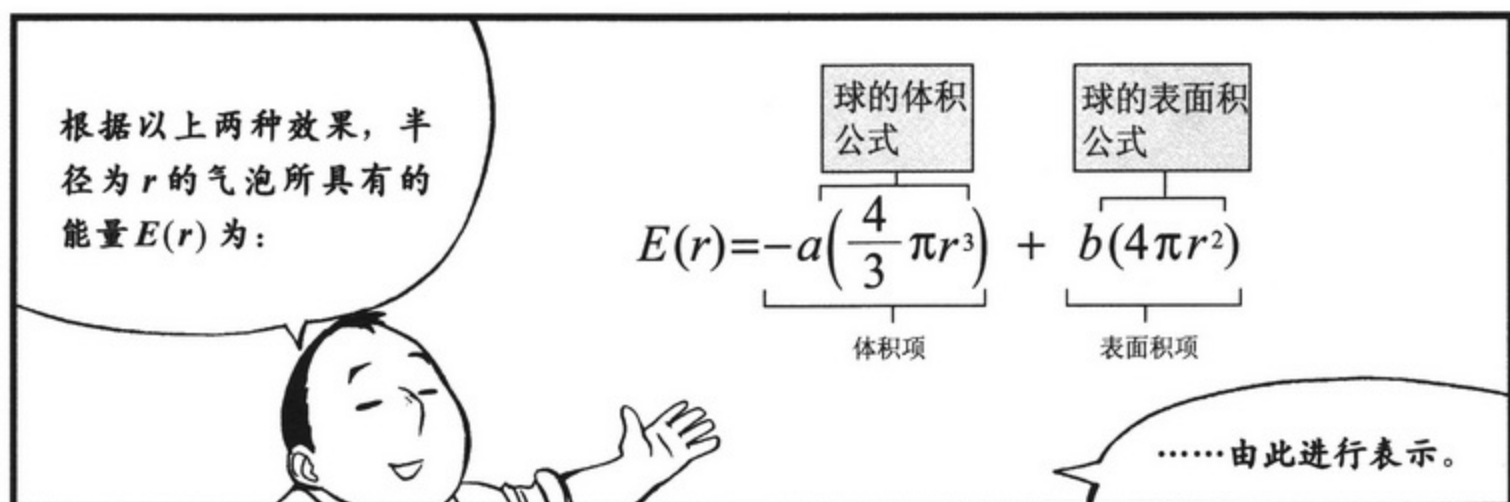 根据以上两种效果，半
径为r的气泡所具有的
能量E(r)为：
球的体积
公式
球的表面积
公式
E(r)=−a(4/3 πr³) + b(4πr²)
体积项
表面积项
……由此进行表示。